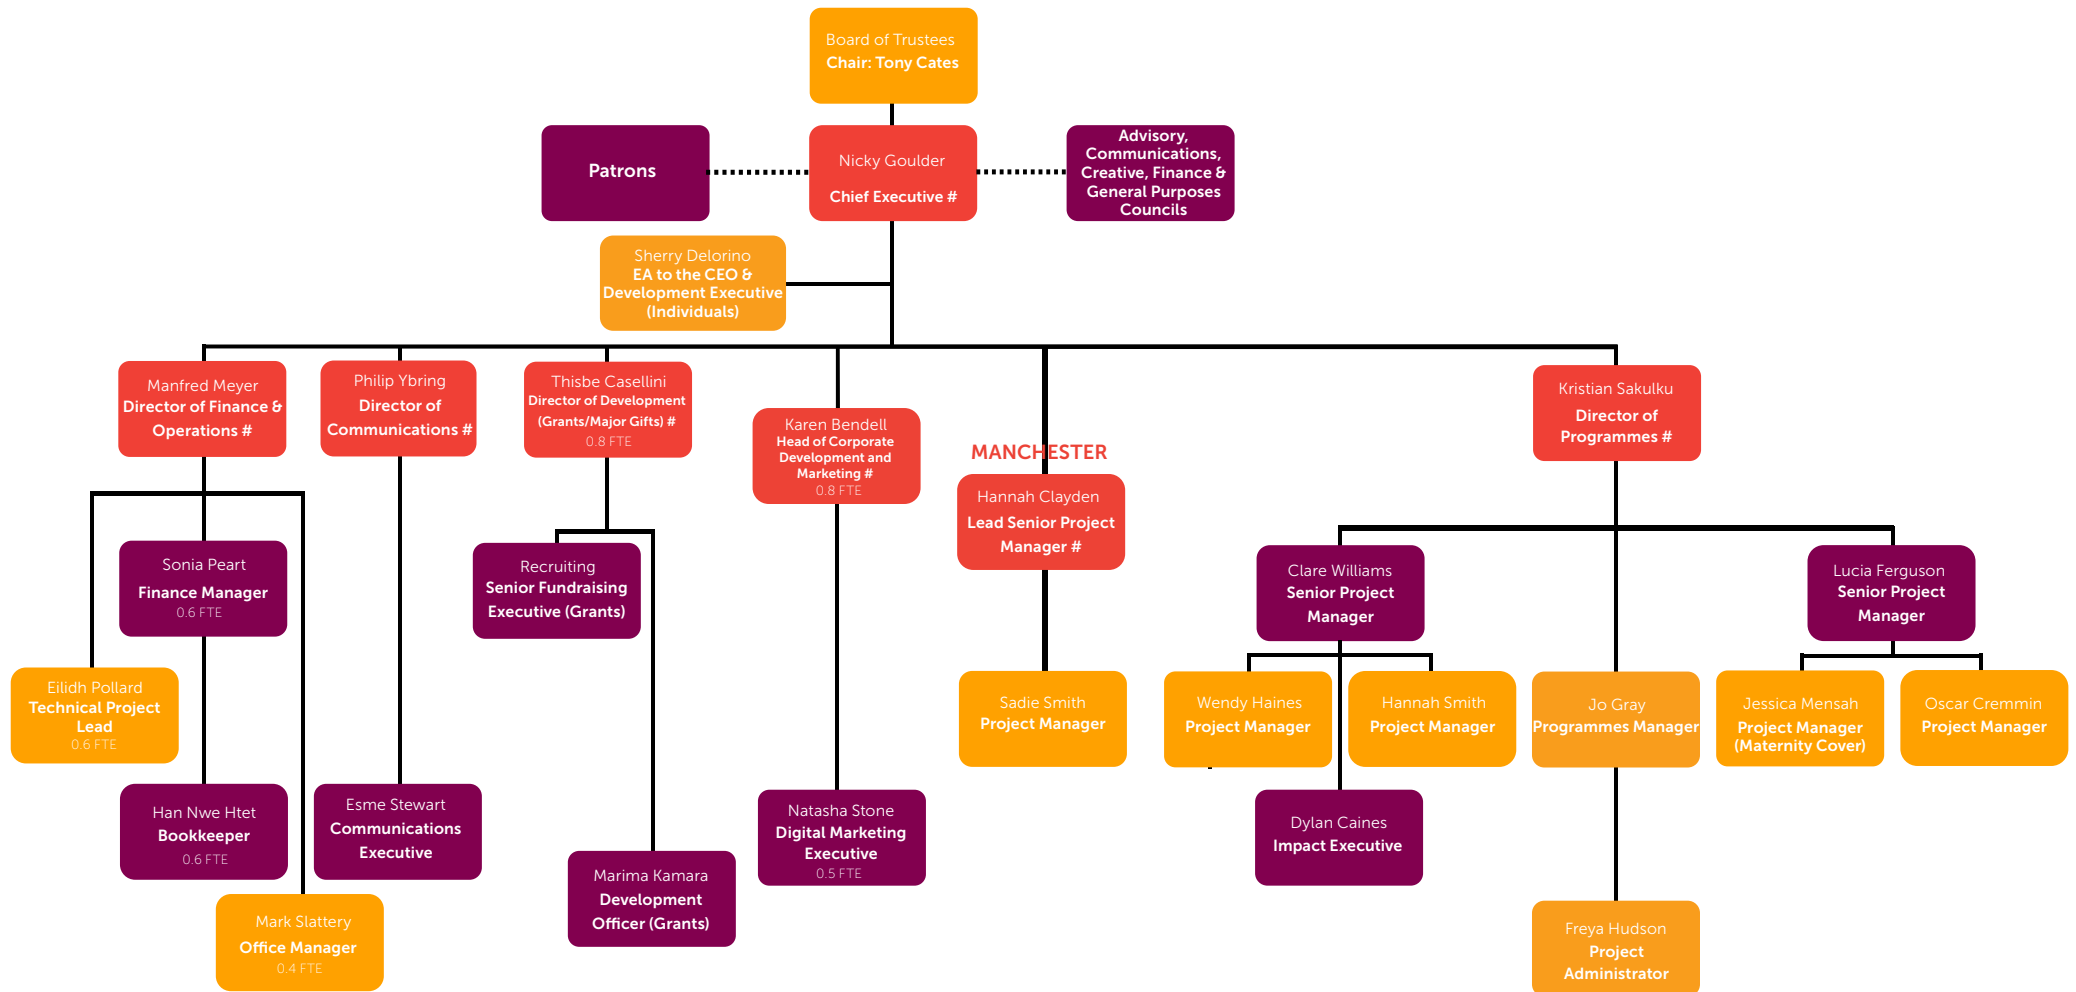 Board of Trustees
Chair: Tony Cates
Patrons
Nicky Goulder
Chief Executive #
Advisory,
Communications,
Creative, Finance &
General Purposes
Councils
Sherry Delorino
EA to the CEO &
Development Executive
(Individuals)
Manfred Meyer
Director of Finance &
Operations #
Philip Ybring
Director of
Communications #
Thisbe Casellini
Director of Development
(Grants/Major Gifts) #
0.8 FTE
Karen Bendell
Head of Corporate
Development and
Marketing #
0.8 FTE
MANCHESTER
Hannah Clayden
Lead Senior Project
Manager #
Kristian Sakulku
Director of
Programmes #
Sonia Peart
Finance Manager
0.6 FTE
Recruiting
Senior Fundraising
Executive (Grants)
Clare Williams
Senior Project
Manager
Lucia Ferguson
Senior Project
Manager
Eilidh Pollard
Technical Project
Lead
0.6 FTE
Sadie Smith
Project Manager
Wendy Haines
Project Manager
Hannah Smith
Project Manager
Jo Gray
Programmes Manager
Jessica Mensah
Project Manager
(Maternity Cover)
Oscar Cremmin
Project Manager
Han Nwe Htet
Bookkeeper
0.6 FTE
Esme Stewart
Communications
Executive
Marima Kamara
Development
Officer (Grants)
Natasha Stone
Digital Marketing
Executive
0.5 FTE
Dylan Caines
Impact Executive
Mark Slattery
Office Manager
0.4 FTE
Freya Hudson
Project
Administrator